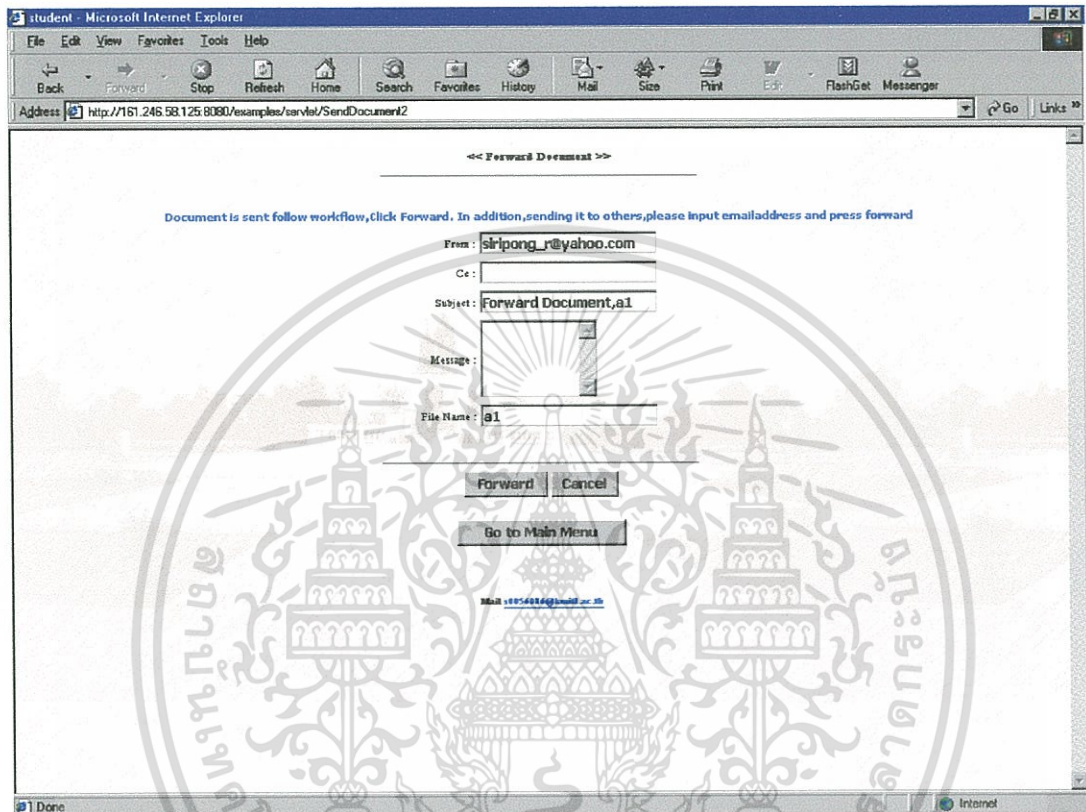 student - Microsoft Internet Explorer
File Edit View Favorites Tools Help
Back Forward Stop Refresh Home Search Favorites History Mail Size Print Edit FlashGet Messenger
Address http://161.246.58.125:8080/examples/servlet/SendDocument2 Go Links »
<< Forward Document >>
Document is sent follow workflow,Click Forward. In addition,sending it to others,please input emailaddress and press forward
From : siripong_r@yahoo.com
Cc :
Subject : Forward Document,a1
Message :
File Name : a1
Forward Cancel
Go to Main Menu
Mail
Done Internet